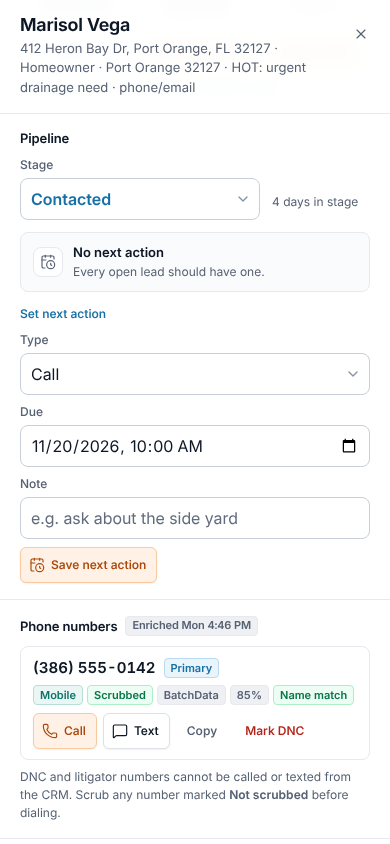 Marisol Vega
412 Heron Bay Dr, Port Orange, FL 32127 ·
Homeowner · Port Orange 32127 · HOT: urgent
drainage need · phone/email
Pipeline
Stage
Contacted
4 days in stage
No next action
Every open lead should have one.
Set next action
Type
Call
Due
11/20/2026, 10:00 AM
Note
e.g. ask about the side yard
Save next action
Phone numbers Enriched Mon 4:46 PM
(386) 555-0142 Primary
Mobile Scrubbed BatchData 85% Name match
Call Text Copy Mark DNC
DNC and litigator numbers cannot be called or texted from
the CRM. Scrub any number marked Not scrubbed before
dialing.